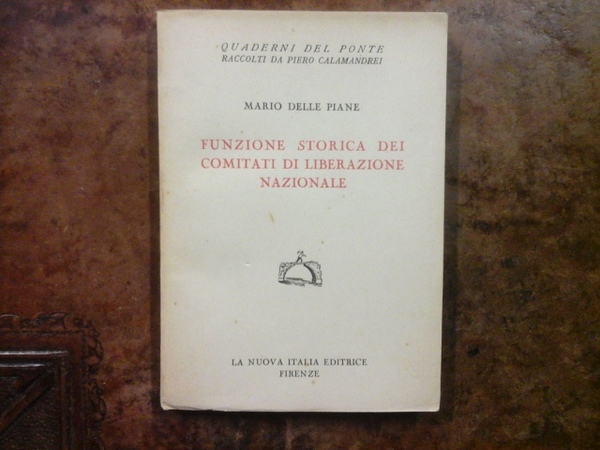 QUADERNI DEL PONTE
RACCOLTI DA PIERO CALAMANDREI
MARIO DELLE PIANE
FUNZIONE STORICA DEI
COMITATI DI LIBERAZIONE
NAZIONALE
LA NUOVA ITALIA EDITRICE
FIRENZE